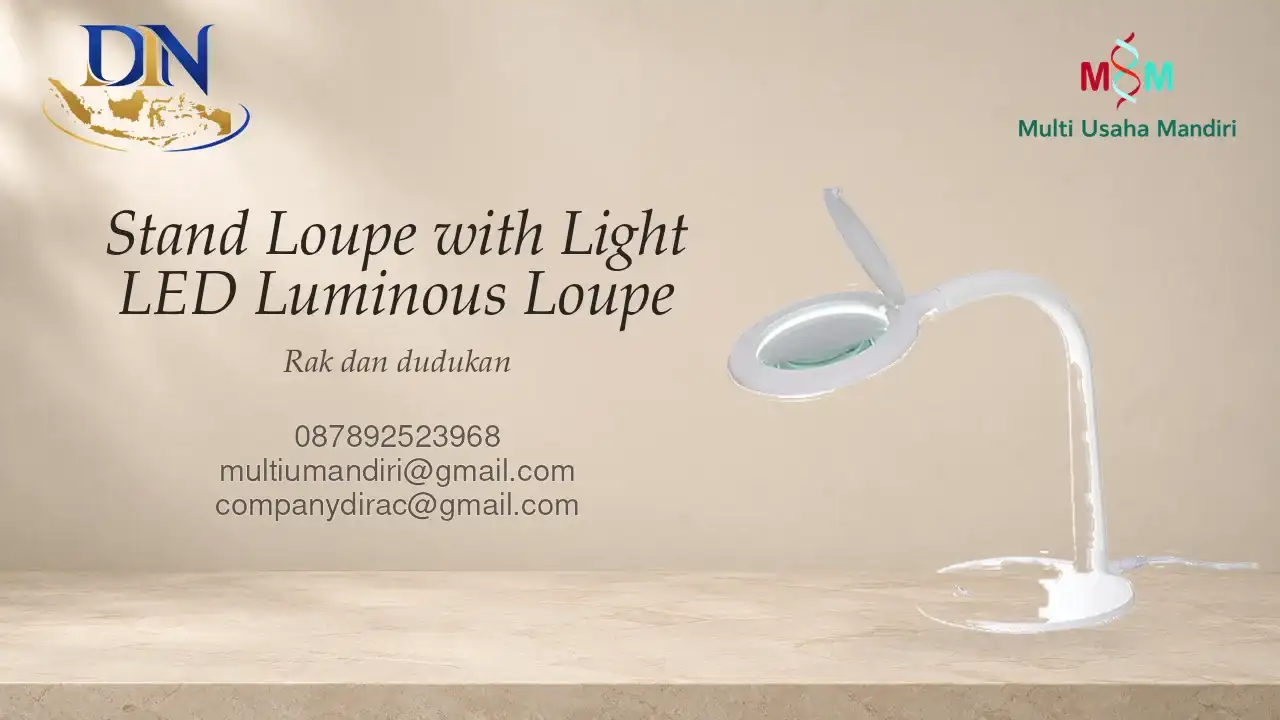 DIN
M M
Multi Usaha Mandiri
Stand Loupe with Light
LED Luminous Loupe
Rak dan dudukan
087892523968
multiumandiri@gmail.com
companydirac@gmail.com